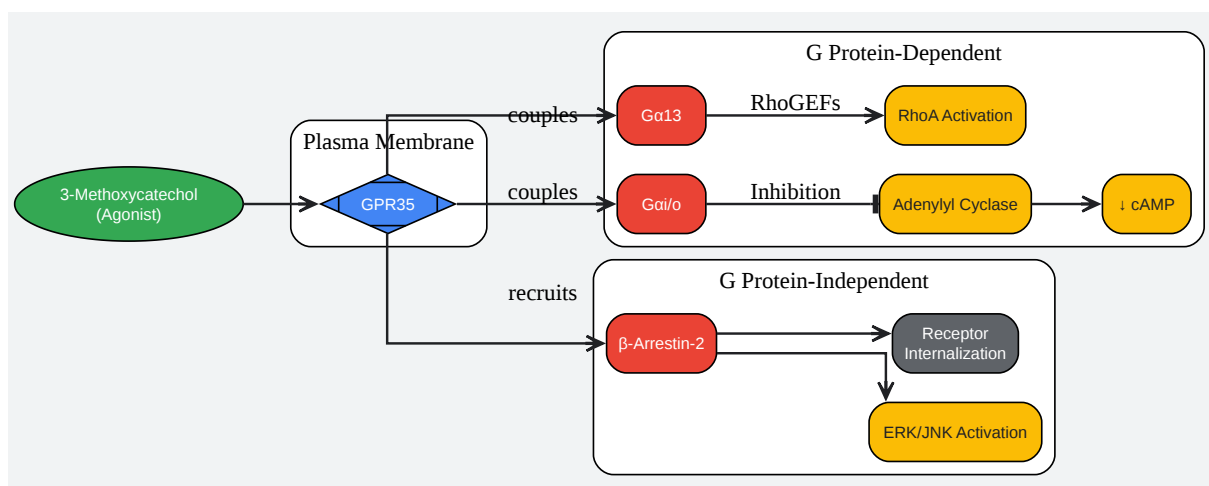 G Protein-Dependent
couples
Gα13
RhoGEFs
RhoA Activation
Plasma Membrane
3-Methoxycatechol
(Agonist)
GPR35
couples
Gαi/o
Inhibition
Adenylyl Cyclase
↓ cAMP
G Protein-Independent
recruits
β-Arrestin-2
Receptor
Internalization
ERK/JNK Activation